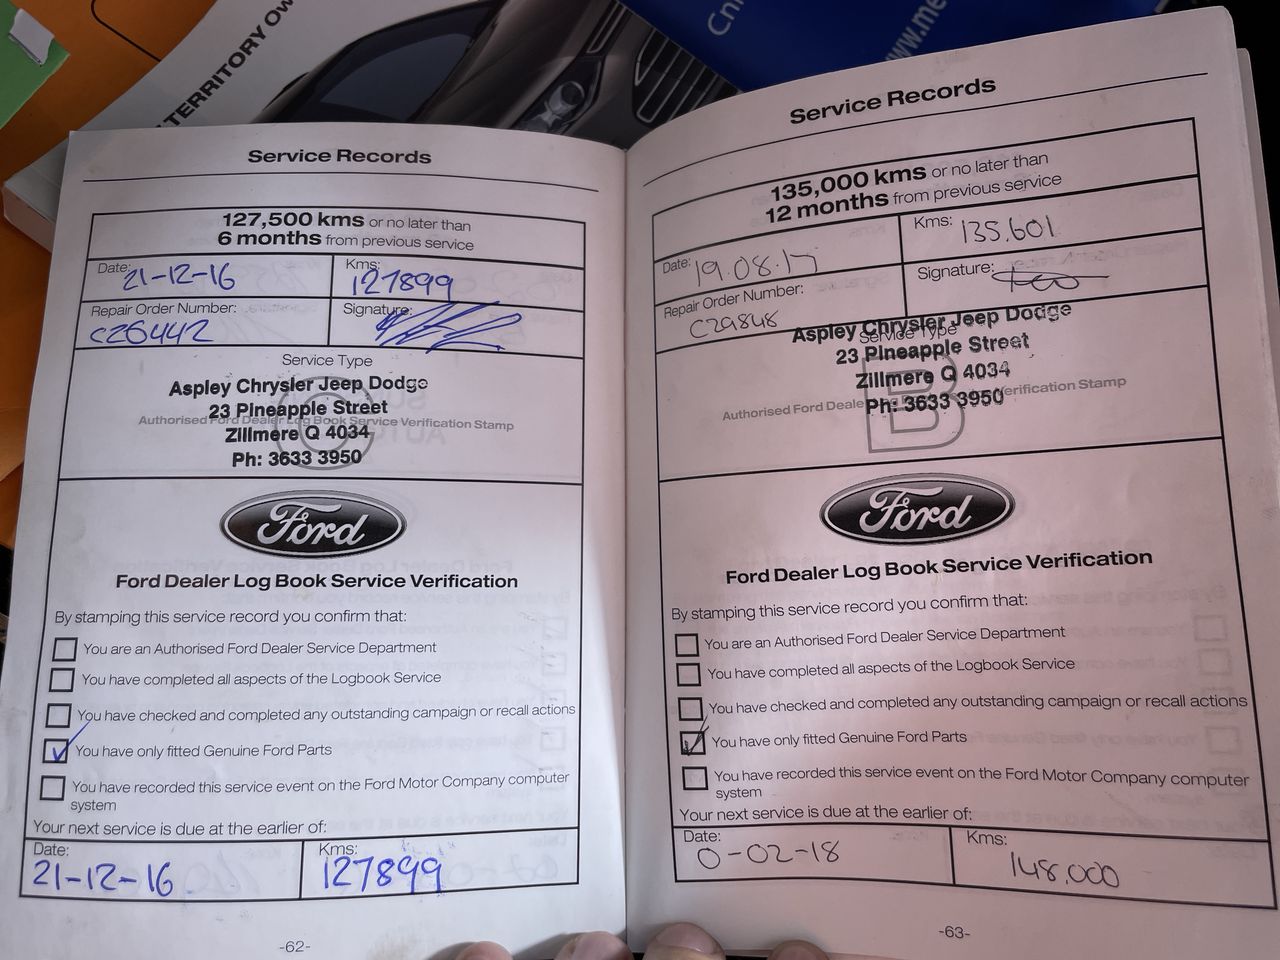 TERRITORY Ow
www.me
Service Records
127,500 kms or no later than
6 months from previous service
Date: 21-12-16
Kms: 127899
Repair Order Number: C26442
Signature:
Service Type
Aspley Chrysler Jeep Dodge
23 Pineapple Street
Authorised Ford Dealer Log Book Service Verification Stamp
C
Zillmere Q 4034
Ph: 3633 3950
Ford
Ford Dealer Log Book Service Verification
By stamping this service record you confirm that:
You are an Authorised Ford Dealer Service Department
You have completed all aspects of the Logbook Service
You have checked and completed any outstanding campaign or recall actions
You have only fitted Genuine Ford Parts
You have recorded this service event on the Ford Motor Company computer
system
Your next service is due at the earlier of:
Date: 21-12-16
Kms: 127899
-62-
Service Records
135,000 kms or no later than
12 months from previous service
Date: 19.08.17
Kms: 135.601
Repair Order Number: C29848
Signature:
Service Type
Aspley Chrysler Jeep Dodge
23 Pineapple Street
Zillmere Q 4034
B
Authorised Ford Deale Verification Stamp
Ph: 3633 3950
Ford
Ford Dealer Log Book Service Verification
By stamping this service record you confirm that:
You are an Authorised Ford Dealer Service Department
You have completed all aspects of the Logbook Service
You have checked and completed any outstanding campaign or recall actions
You have only fitted Genuine Ford Parts
You have recorded this service event on the Ford Motor Company computer
system
Your next service is due at the earlier of:
Date: 0-02-18
Kms: 148,000
-63-